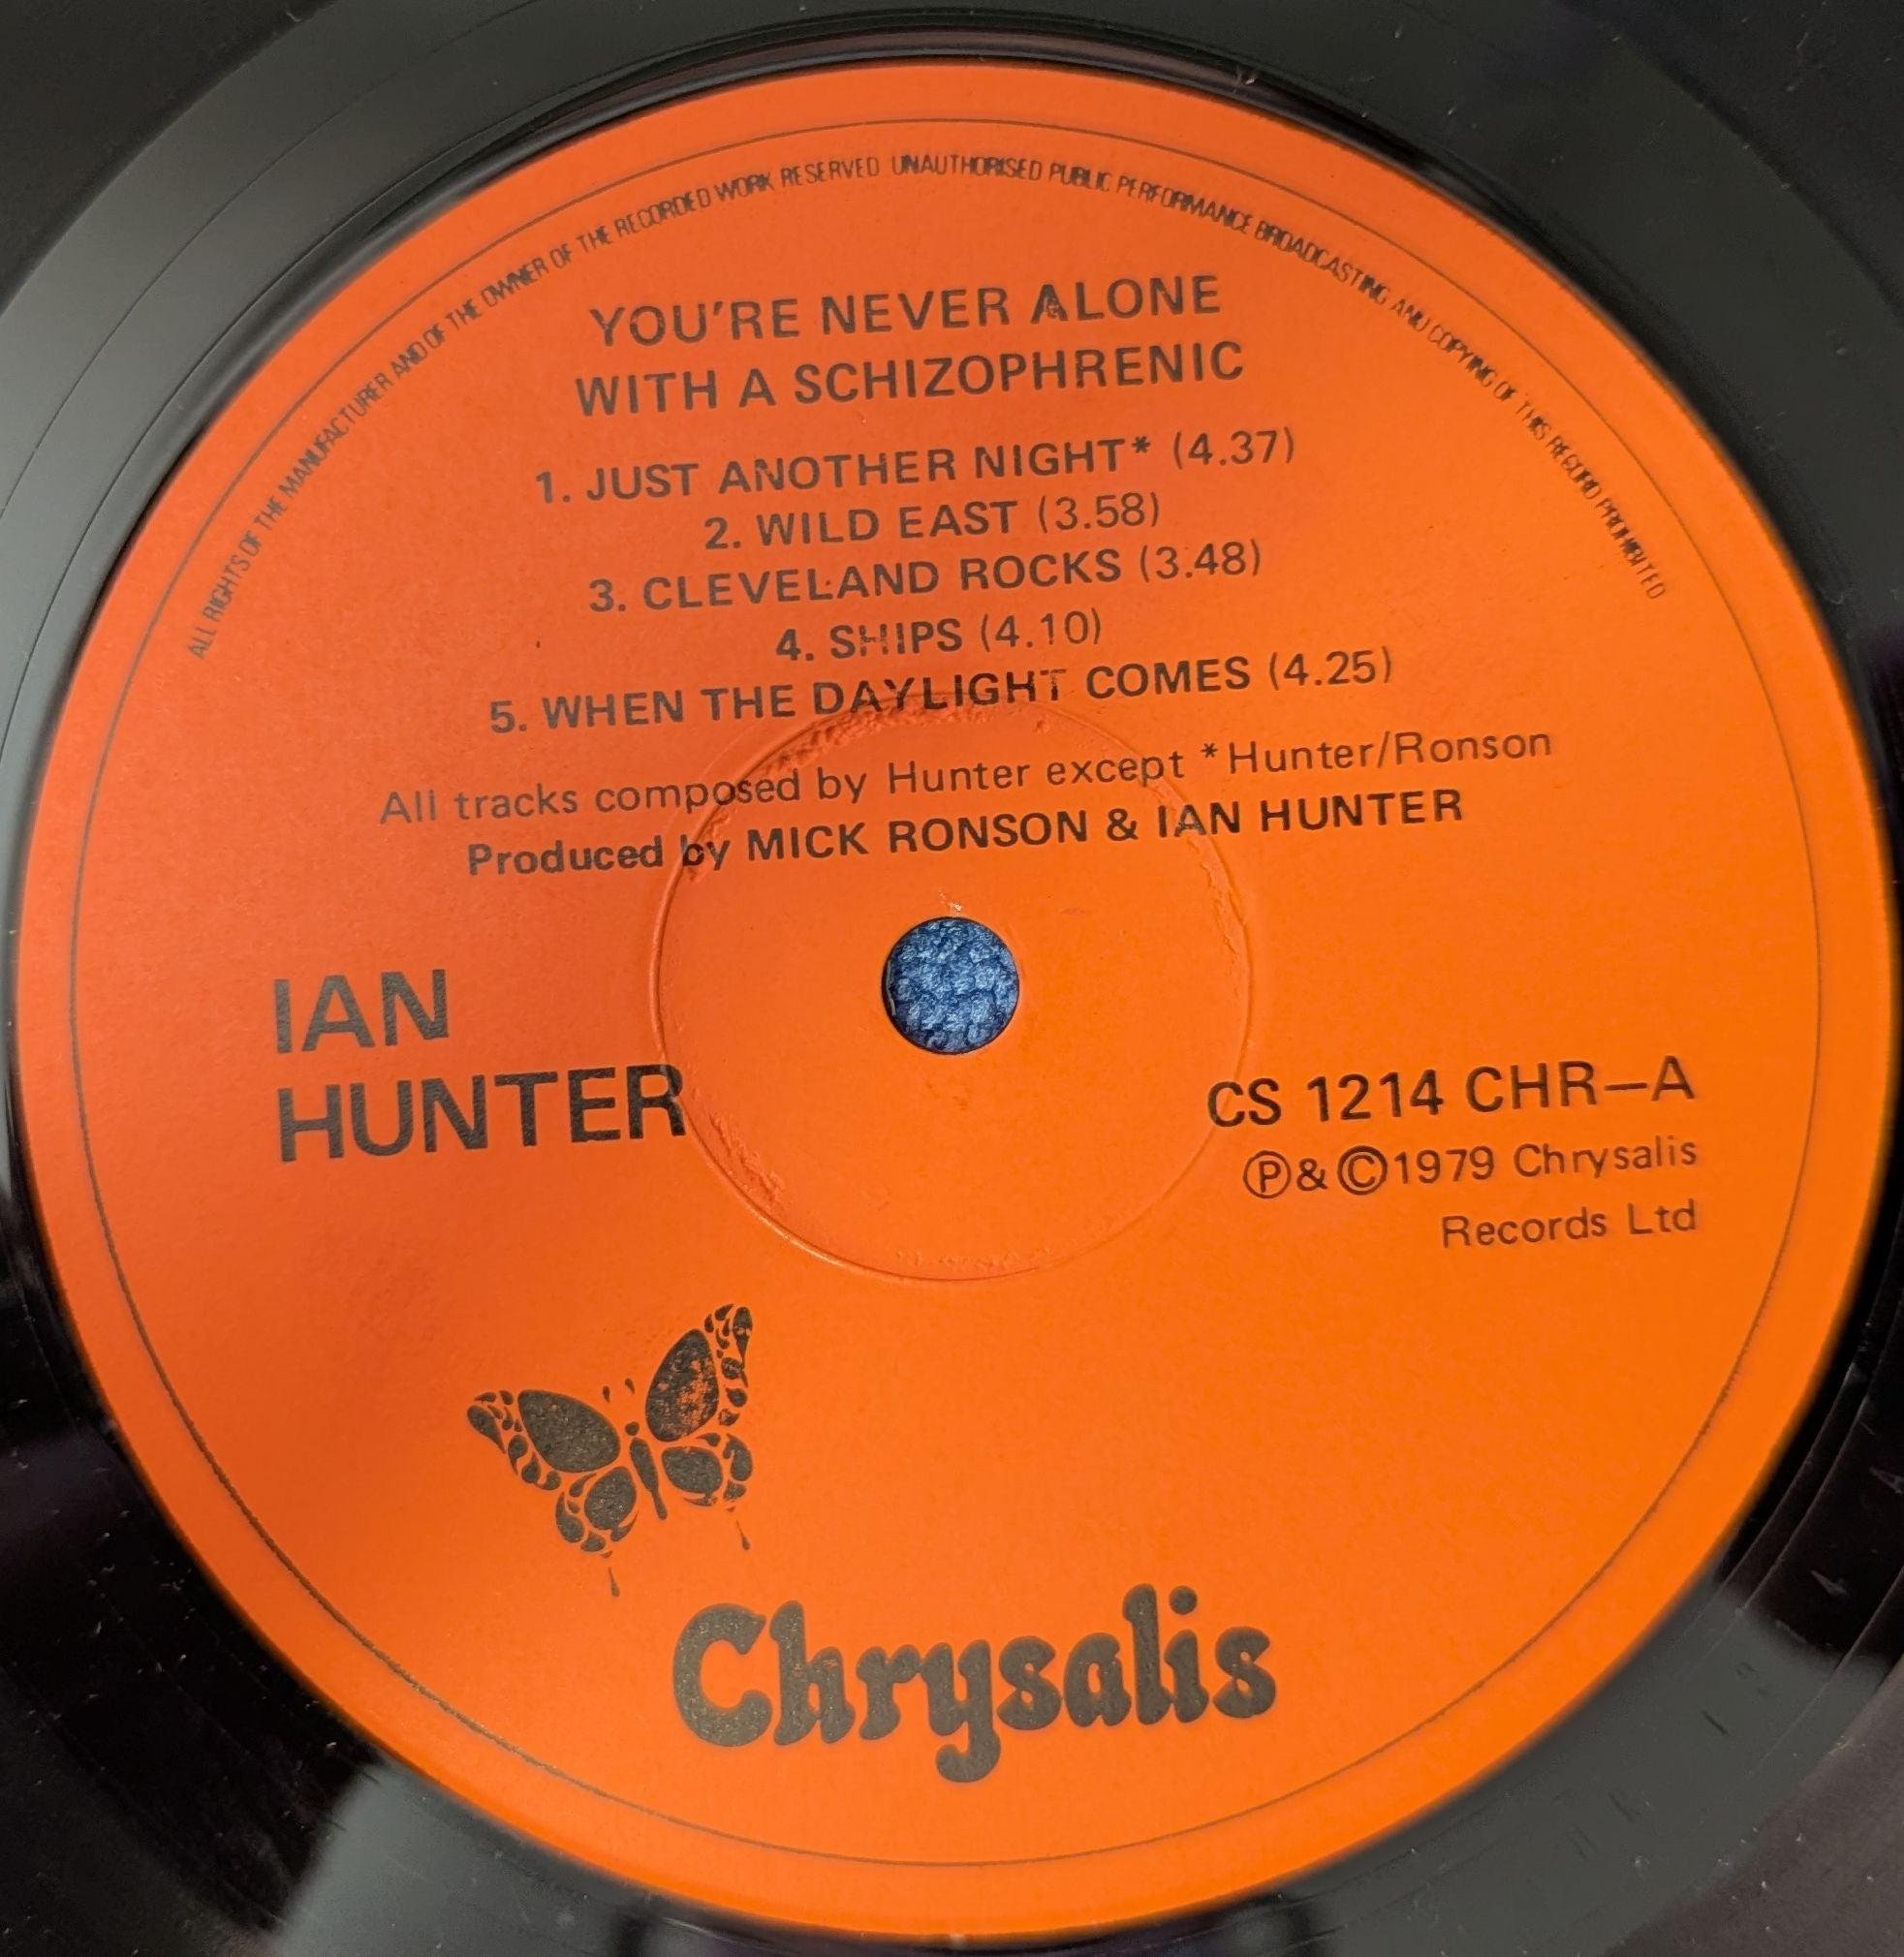 ALL RIGHTS OF THE MANUFACTURER AND OF THE OWNER OF THE RECORDED WORK RESERVED UNAUTHORISED PUBLIC PERFORMANCE BROADCASTING AND COPYING OF THIS RECORD PROHIBITED
YOU'RE NEVER ALONE
WITH A SCHIZOPHRENIC
1. JUST ANOTHER NIGHT* (4.37)
2. WILD EAST (3.58)
3. CLEVELAND ROCKS (3.48)
4. SHIPS (4.10)
5. WHEN THE DAYLIGHT COMES (4.25)
All tracks composed by Hunter except *Hunter/Ronson
Produced by MICK RONSON & IAN HUNTER
IAN
HUNTER
CS 1214 CHR—A
Ⓟ & © 1979 Chrysalis
Records Ltd
Chrysalis